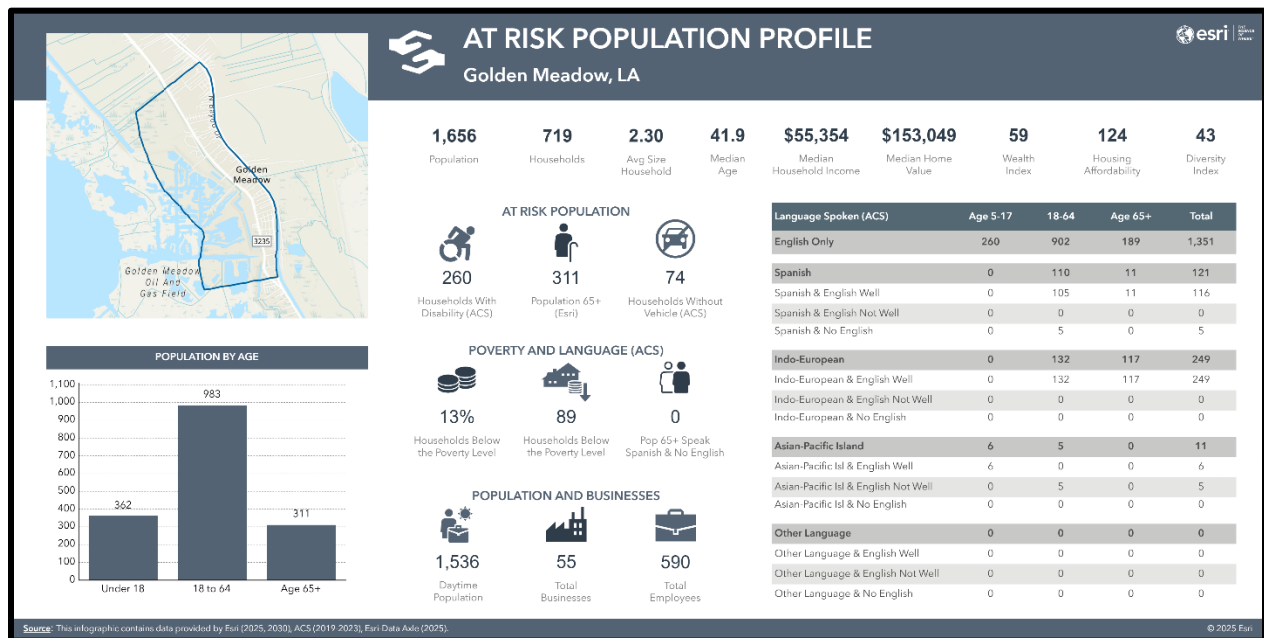 AT RISK POPULATION PROFILE
Golden Meadow, LA
esri
THE
SCIENCE
OF
WHERE
N Bayou Dr
Golden
Meadow
3235
Golden Meadow
Oil And
Gas Field
1,656
Population
719
Households
2.30
Avg Size
Household
41.9
Median
Age
$55,354
Median
Household Income
$153,049
Median Home
Value
59
Wealth
Index
124
Housing
Affordability
43
Diversity
Index
AT RISK POPULATION
260
Households With
Disability (ACS)
311
Population 65+
(Esri)
74
Households Without
Vehicle (ACS)
POVERTY AND LANGUAGE (ACS)
13%
Households Below
the Poverty Level
89
Households Below
the Poverty Level
0
Pop 65+ Speak
Spanish & No English
POPULATION AND BUSINESSES
1,536
Daytime
Population
55
Total
Businesses
590
Total
Employees
POPULATION BY AGE
1,100
1,000
900
800
700
600
500
400
300
200
100
0
362
983
311
Under 18 18 to 64 Age 65+
Language Spoken (ACS) Age 5-17 18-64 Age 65+ Total
English Only 260 902 189 1,351
Spanish 0 110 11 121
Spanish & English Well 0 105 11 116
Spanish & English Not Well 0 0 0 0
Spanish & No English 0 5 0 5
Indo-European 0 132 117 249
Indo-European & English Well 0 132 117 249
Indo-European & English Not Well 0 0 0 0
Indo-European & No English 0 0 0 0
Asian-Pacific Island 6 5 0 11
Asian-Pacific Isl & English Well 6 0 0 6
Asian-Pacific Isl & English Not Well 0 5 0 5
Asian-Pacific Isl & No English 0 0 0 0
Other Language 0 0 0 0
Other Language & English Well 0 0 0 0
Other Language & English Not Well 0 0 0 0
Other Language & No English 0 0 0 0
Source: This infographic contains data provided by Esri (2025, 2030), ACS (2019-2023), Esri-Data Axle (2025).
© 2025 Esri